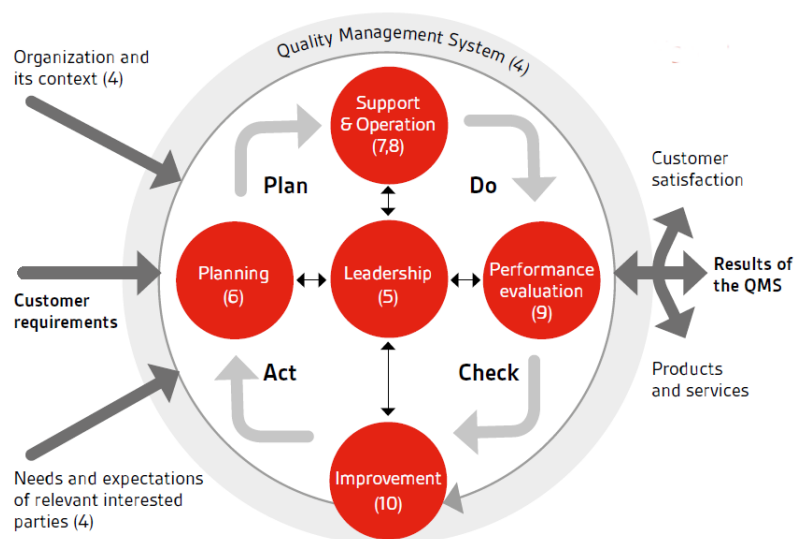 Quality Management System (4)
Organization and
its context (4)
Support
& Operation
(7,8)
Plan
Do
Customer
satisfaction
Planning
(6)
Leadership
(5)
Performance
evaluation
(9)
Results of
the QMS
Customer
requirements
Act
Check
Products
and services
Improvement
(10)
Needs and expectations
of relevant interested
parties (4)